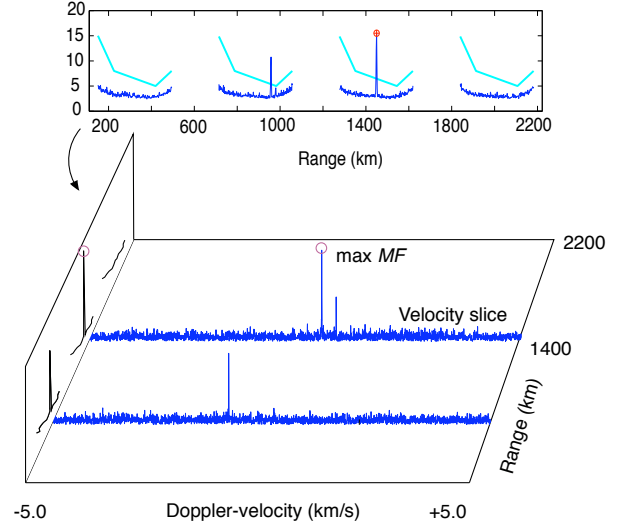 20
15
10
5
0
200 600 1000 1400 1800 2200
Range (km)
2200
max MF
Velocity slice
1400
Range (km)
-5.0 Doppler-velocity (km/s) +5.0